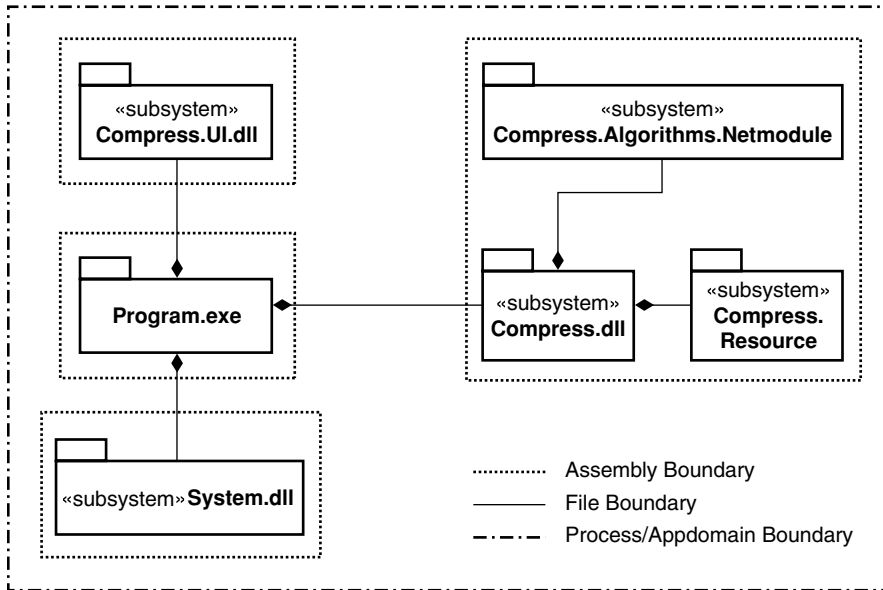 «subsystem»
Compress.UI.dll
«subsystem»
Compress.Algorithms.Netmodule
Program.exe
«subsystem»
Compress.dll
«subsystem»
Compress.
Resource
«subsystem» System.dll
Assembly Boundary
File Boundary
Process/Appdomain Boundary